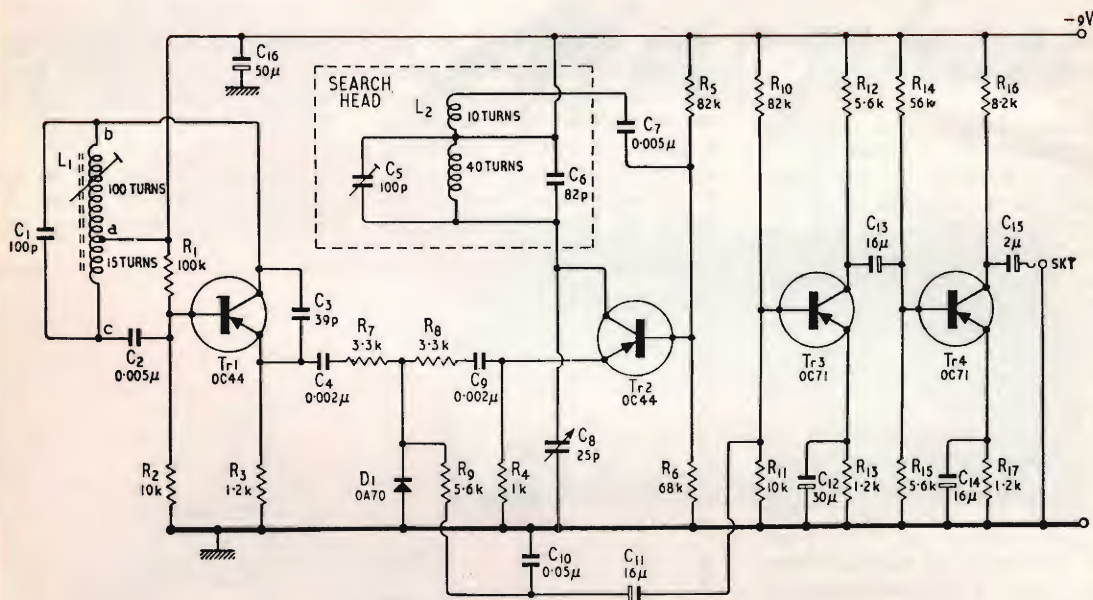 -9V
C16
50μ
SEARCH
HEAD
L2
10 TURNS
40 TURNS
C5
100p
C6
82p
C7
0·005μ
R5
82k
R10
82k
R12
5·6k
R14
56k
R16
8·2k
b
L1
100 TURNS
C1
100p
a
15 TURNS
R1
100k
c
C2
0·005μ
Tr1
OC44
C3
39p
C4
0·002μ
R7
3·3k
R8
3·3k
C9
0·002μ
Tr2
OC44
C13
16μ
C15
2μ
SKT
Tr3
OC71
Tr4
OC71
R2
10k
R3
1·2k
D1
OA70
R9
5·6k
R4
1k
C8
25p
R6
68k
R11
10k
C12
30μ
R13
1·2k
R15
5·6k
C14
16μ
R17
1·2k
C10
0·05μ
C11
16μ